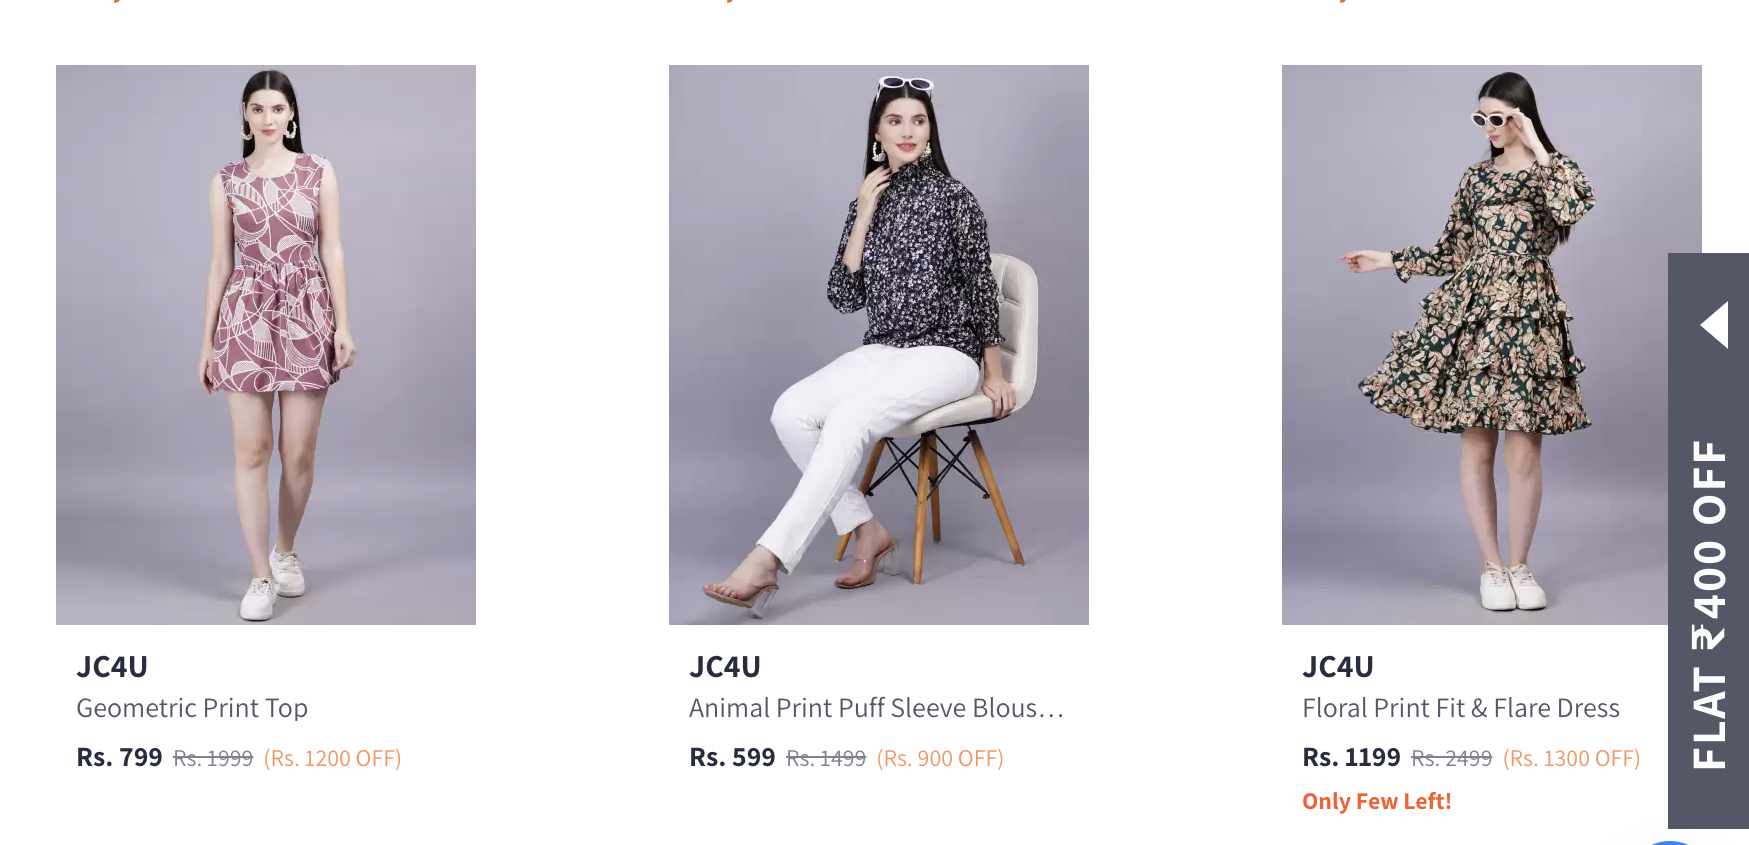 JC4U
Geometric Print Top
Rs. 799 Rs. 1999 (Rs. 1200 OFF)
JC4U
Animal Print Puff Sleeve Blous...
Rs. 599 Rs. 1499 (Rs. 900 OFF)
JC4U
Floral Print Fit & Flare Dress
Rs. 1199 Rs. 2499 (Rs. 1300 OFF)
Only Few Left!
FLAT ₹400 OFF